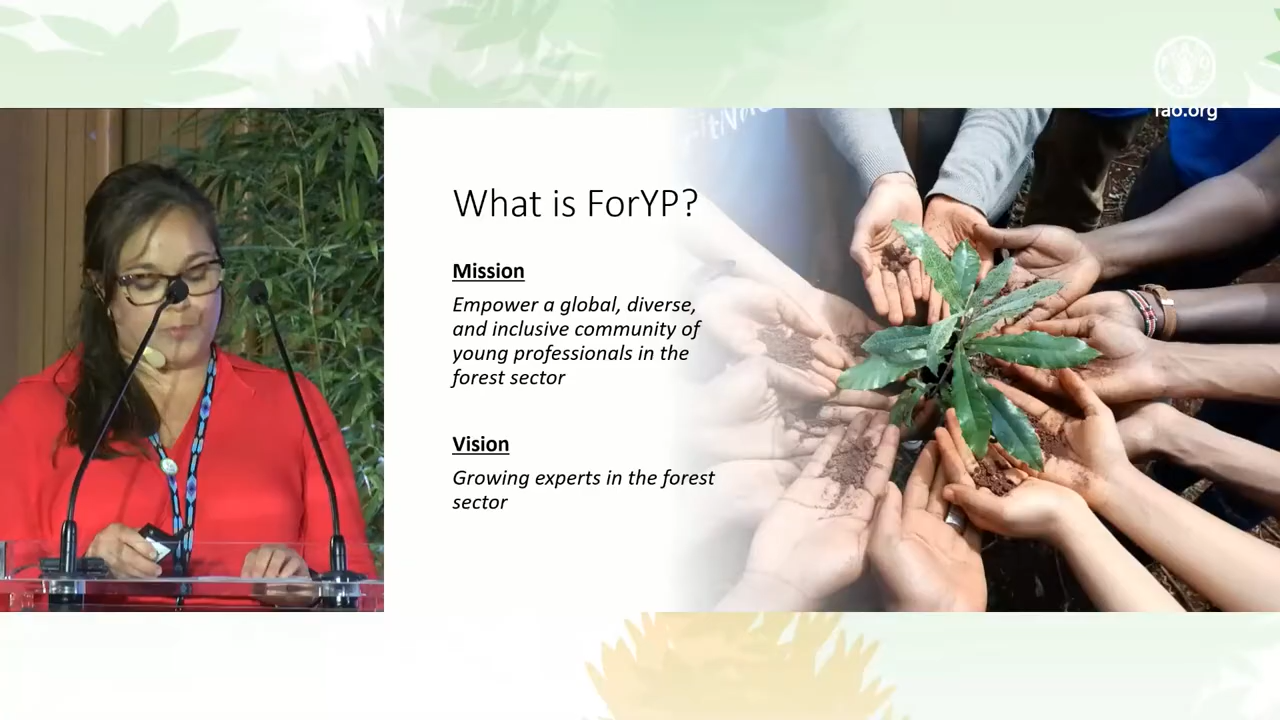 fao.org
What is ForYP?
Mission
Empower a global, diverse,
and inclusive community of
young professionals in the
forest sector
Vision
Growing experts in the forest
sector